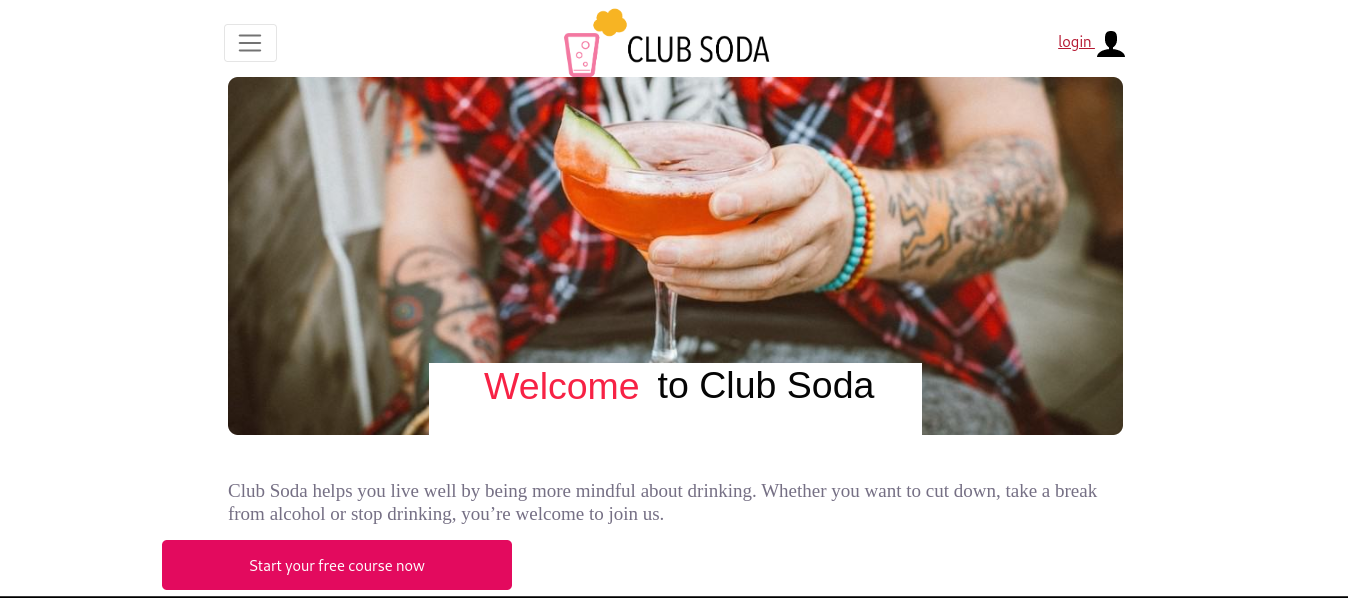 CLUB SODA
login
Welcome to Club Soda
Club Soda helps you live well by being more mindful about drinking. Whether you want to cut down, take a break
from alcohol or stop drinking, you’re welcome to join us.
Start your free course now